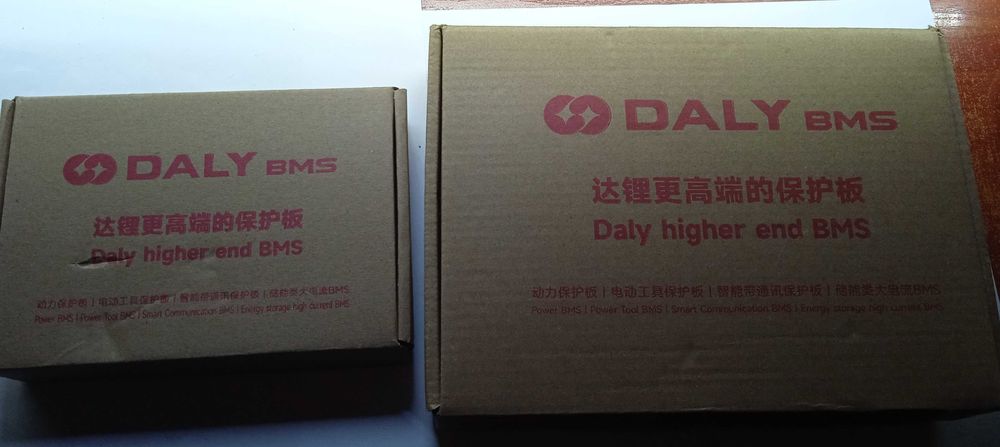 DALY BMS
达锂更高端的保护板
Daly higher end BMS
动力保护板丨电动工具保护板丨智能带通讯保护板丨储能类大电流BMS
Power BMS | Power Tool BMS | Smart Communication BMS | Energy storage high current BMS
DALY BMS
达锂更高端的保护板
Daly higher end BMS
动力保护板丨电动工具保护板丨智能带通讯保护板丨储能类大电流BMS
Power BMS | Power Tool BMS | Smart Communication BMS | Energy storage high current BMS